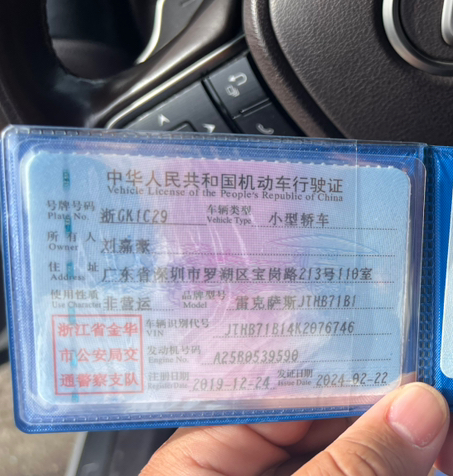 中华人民共和国机动车行驶证
Vehicle License of the People's Republic of China
号牌号码 浙GK1C29 车辆类型 小型轿车
Plate No. Vehicle Type
所有人 刘嘉豪
Owner
住址 广东省深圳市罗湖区宝岗路213号110室
Address
使用性质 非营运 品牌型号 雷克萨斯JTHB71B1
Use Character Model
浙江省金华
市公安局交
通警察支队
车辆识别代号 JTHB71B14K2076746
VIN
发动机号码 A25R0539590
Engine No.
注册日期 2019-12-24 发证日期 2024-02-22
Register Date Issue Date